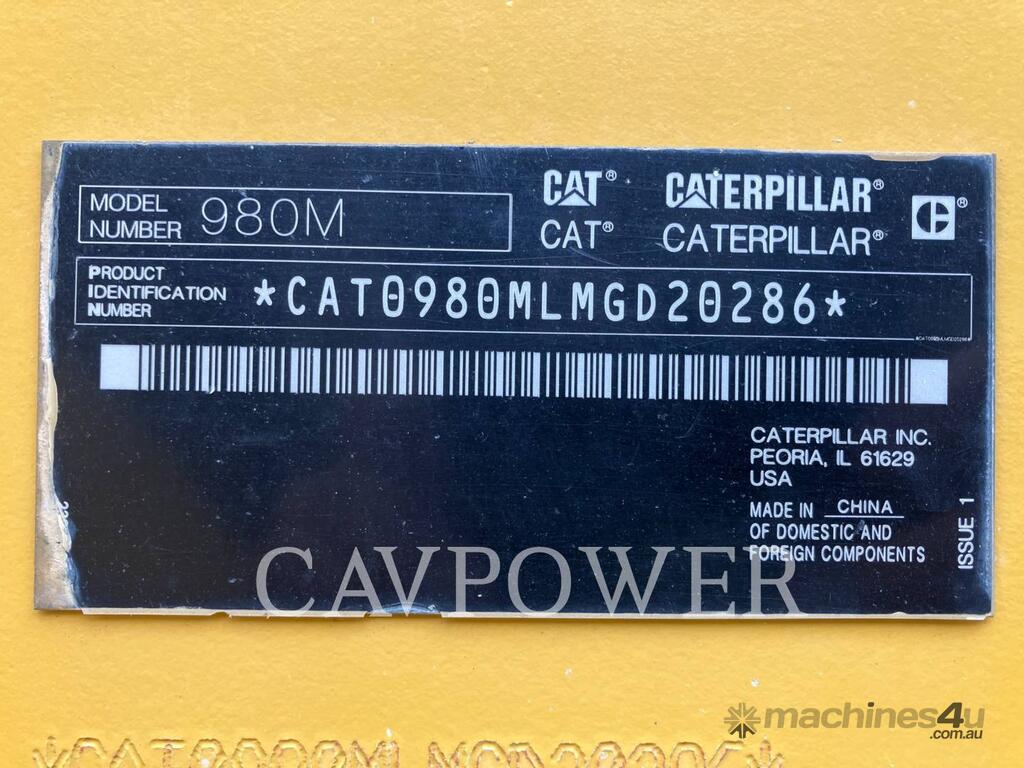 MODEL NUMBER 980M
CAT® CATERPILLAR®
CAT® CATERPILLAR®
PRODUCT IDENTIFICATION NUMBER *CAT0980MLMGD20286*
CATERPILLAR INC.
PEORIA, IL 61629
USA
MADE IN CHINA
OF DOMESTIC AND
FOREIGN COMPONENTS
ISSUE 1
CAVPOWER
machines4u
.com.au